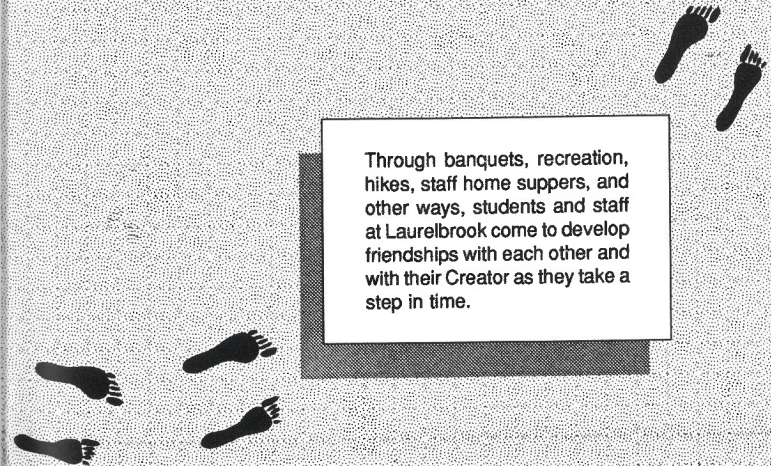 Through banquets, recreation,
hikes, staff home suppers, and
other ways, students and staff
at Laurelbrook come to develop
friendships with each other and
with their Creator as they take a
step in time.